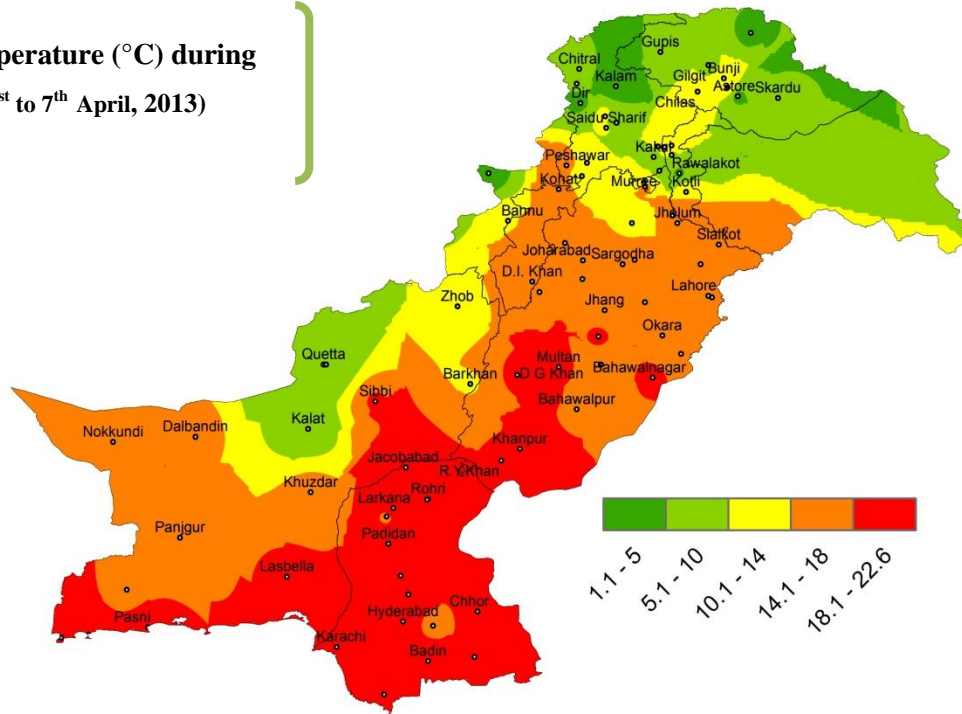 perature (°C) during
st to 7th April, 2013)
Gupis
Chitral
Bunji
Gilgit
Kalam
Astore
Skardu
Dir
Chilas
Saidu Sharif
Peshawar
Rawalakot
Kohat
Murree
Kotli
Bannu
Jhelum
Sialkot
Joharabad
Sargodha
D.I. Khan
Lahore
Zhob
Jhang
Okara
Quetta
Multan
D G Khan
Bahawalnagar
Barkhan
Sibbi
Bahawalpur
Kalat
Dalbandin
Nokkundi
Khanpur
Jacobabad
R.Y.Khan
Khuzdar
Rohri
Larkana
Panjgur
Padidan
Lasbella
Pasni
Hyderabad
Chhor
Karachi
Badin
1.1 - 5
5.1 - 10
10.1 - 14
14.1 - 18
18.1 - 22.6